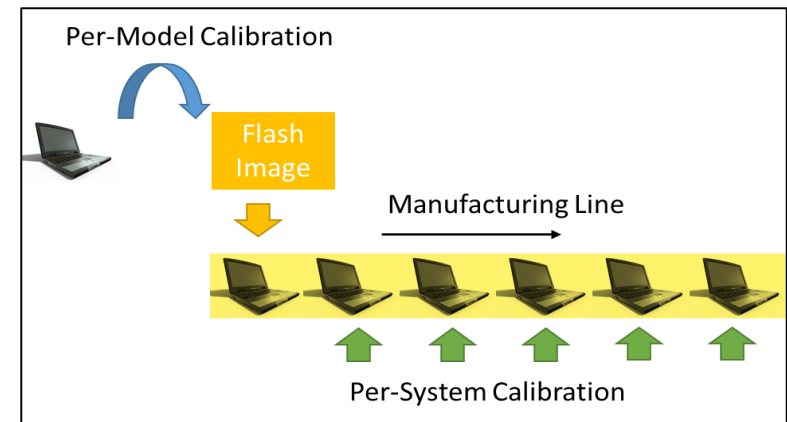 Per-Model Calibration
Flash
Image
Manufacturing Line
Per-System Calibration